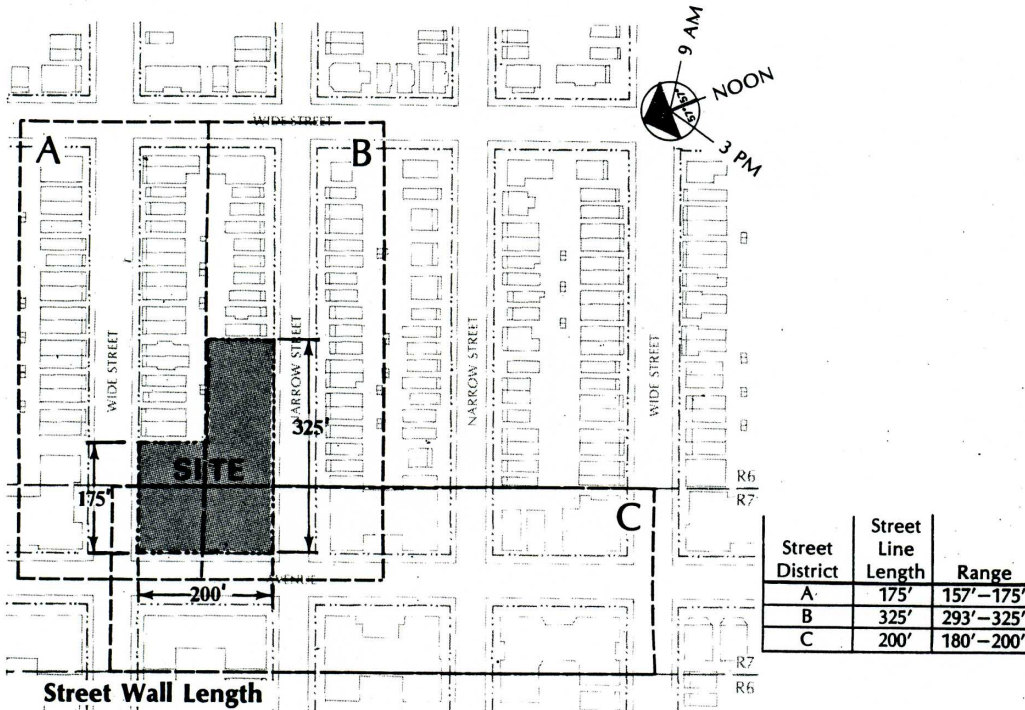 9 AM
NOON
57°57'
3 PM
WIDE STREET
A
B
WIDE STREET
NARROW STREET
NARROW STREET
WIDE STREET
325'
SITE
175'
R6
R7
C
AVENUE
200'
R7
R6
Street Wall Length
Street District | Street Line Length | Range
A | 175' | 157'–175'
B | 325' | 293'–325'
C | 200' | 180'–200'